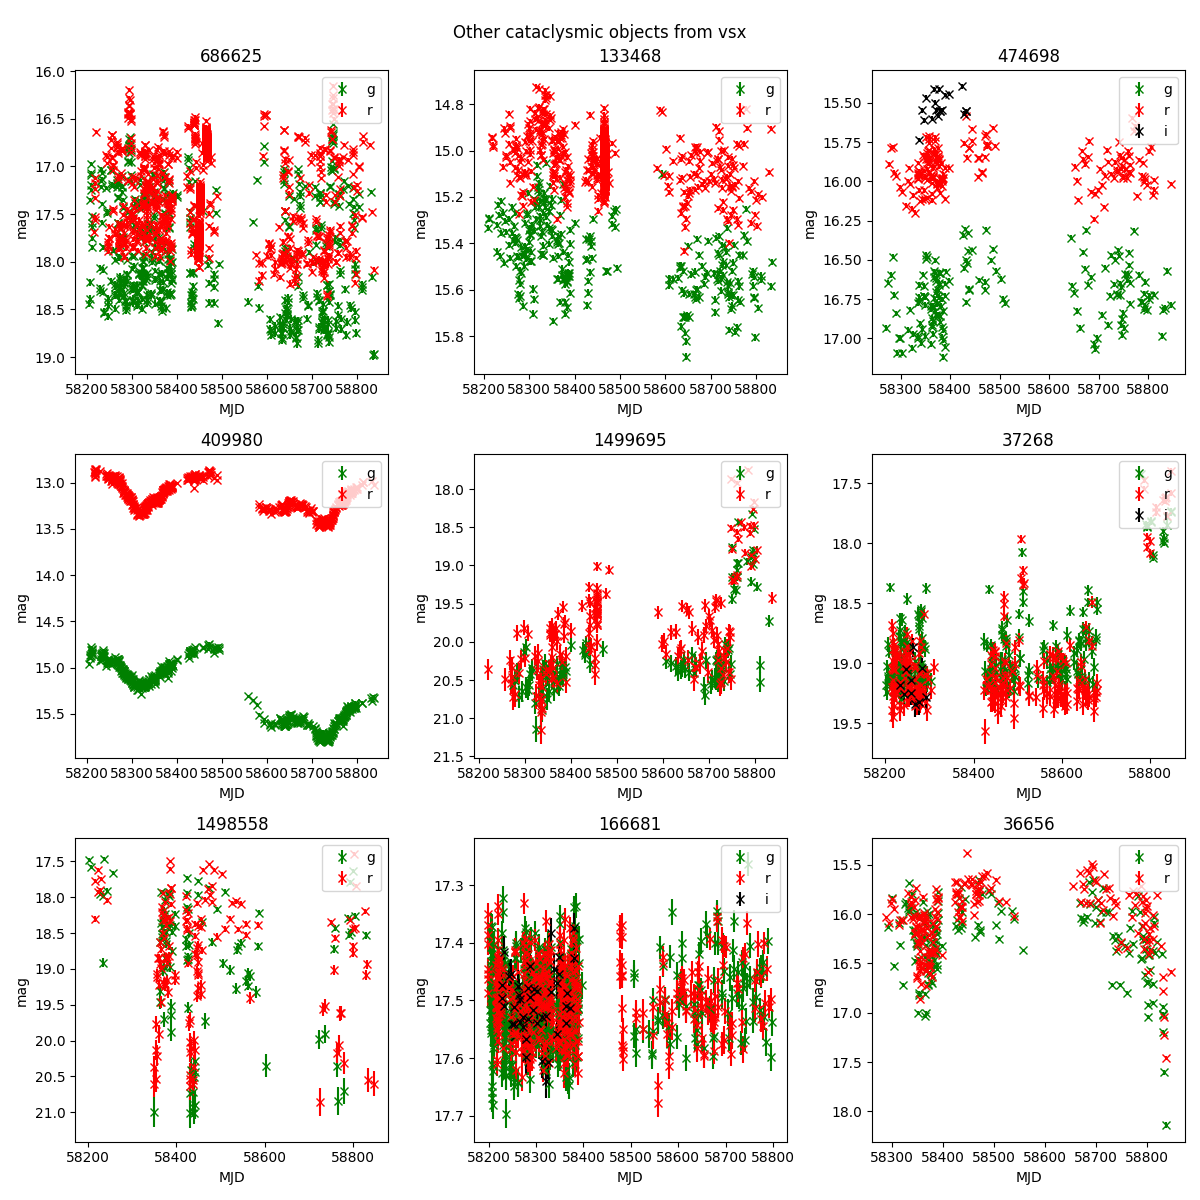 Other cataclysmic objects from vsx
686625
133468
474698
16.0
16.5
17.0
17.5
18.0
18.5
19.0
mag
58200 58300 58400 58500 58600 58700 58800
MJD
g
r
14.8
15.0
15.2
15.4
15.6
15.8
mag
58200 58300 58400 58500 58600 58700 58800
MJD
g
r
15.50
15.75
16.00
16.25
16.50
16.75
17.00
mag
58300 58400 58500 58600 58700 58800
MJD
g
r
i
409980
1499695
37268
13.0
13.5
14.0
14.5
15.0
15.5
mag
58200 58300 58400 58500 58600 58700 58800
MJD
g
r
18.0
18.5
19.0
19.5
20.0
20.5
21.0
21.5
mag
58200 58300 58400 58500 58600 58700 58800
MJD
g
r
17.5
18.0
18.5
19.0
19.5
mag
58200 58400 58600 58800
MJD
g
r
i
1498558
166681
36656
17.5
18.0
18.5
19.0
19.5
20.0
20.5
21.0
mag
58200 58400 58600 58800
MJD
g
r
17.3
17.4
17.5
17.6
17.7
mag
58200 58300 58400 58500 58600 58700 58800
MJD
g
r
i
15.5
16.0
16.5
17.0
17.5
18.0
mag
58300 58400 58500 58600 58700 58800
MJD
g
r